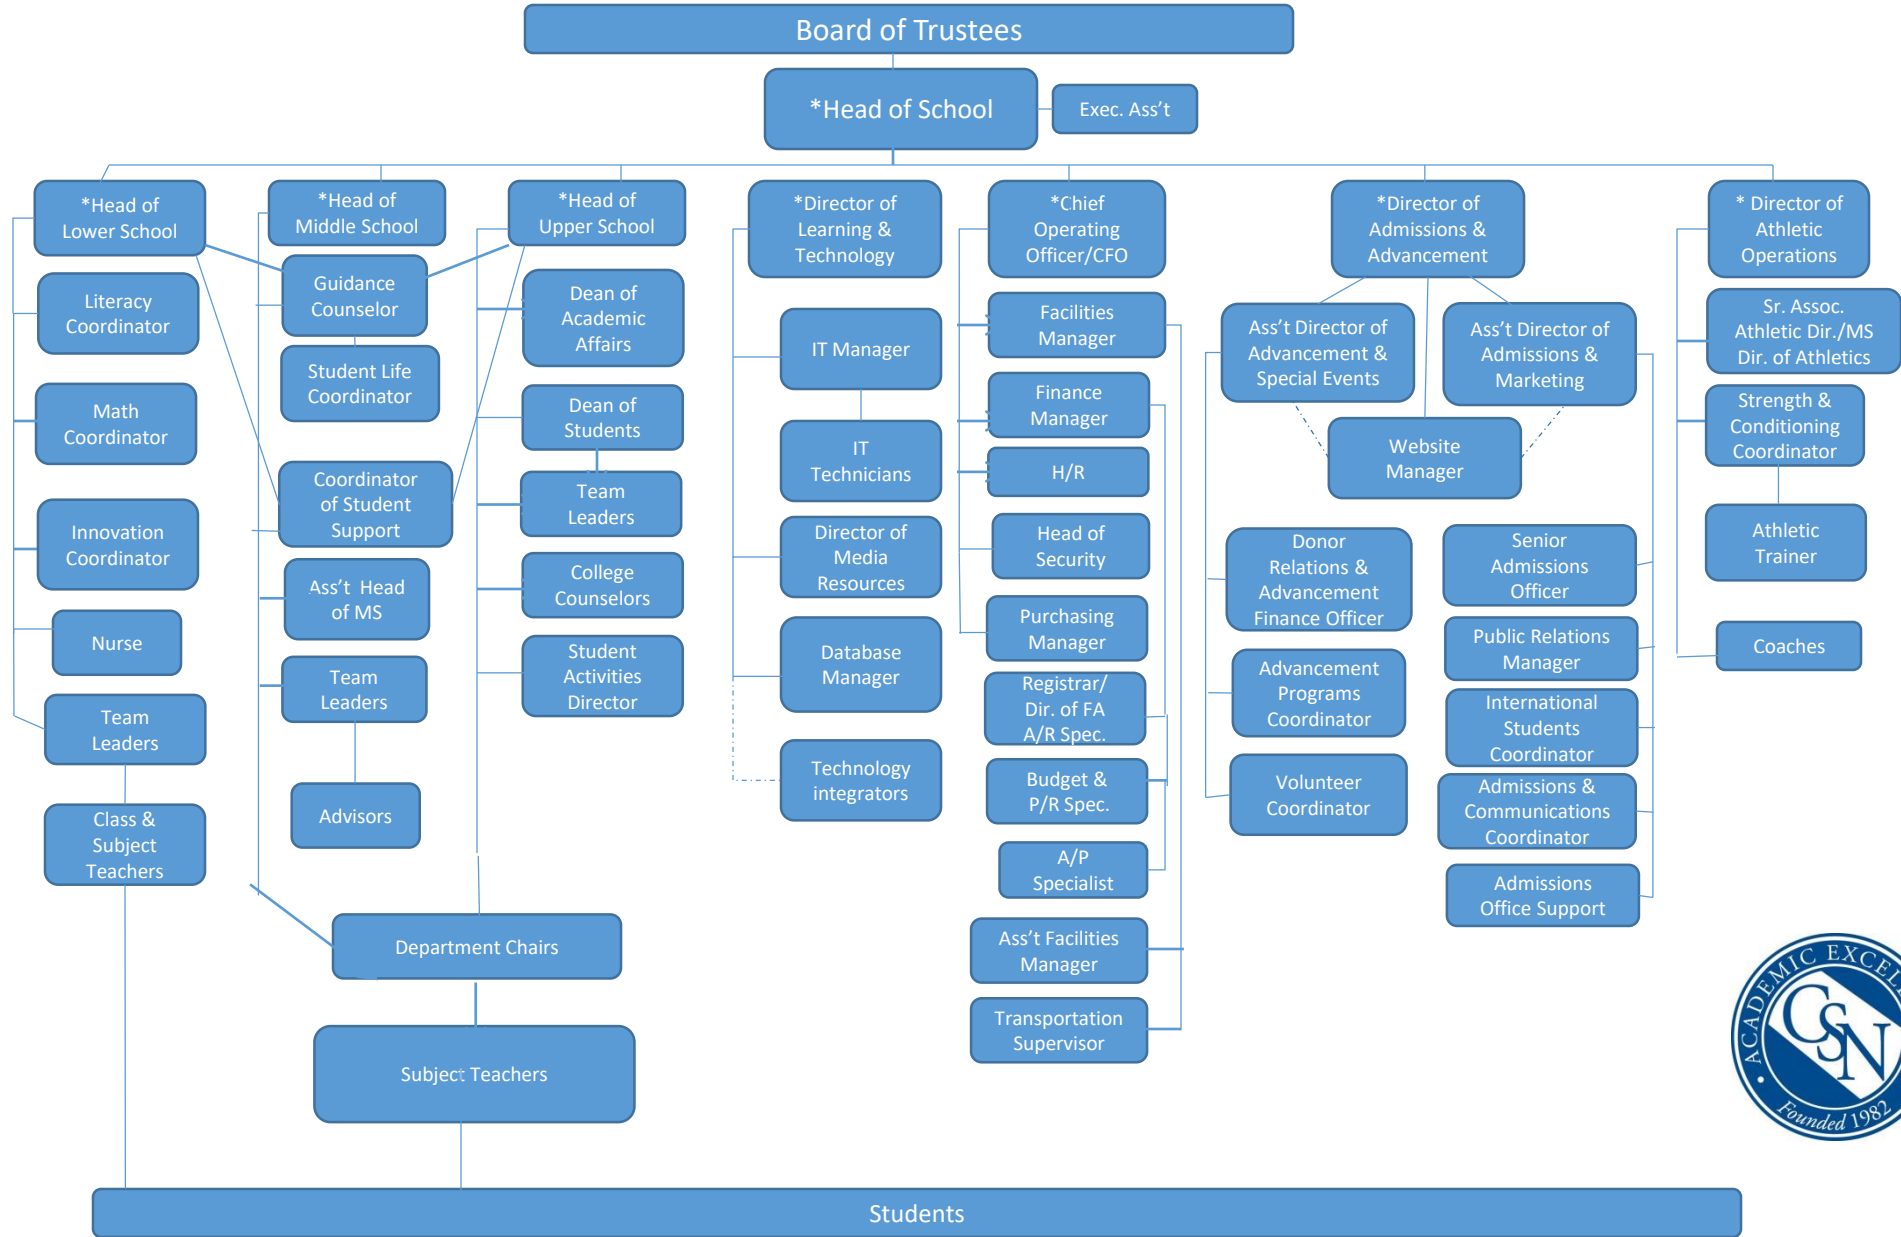 Board of Trustees
*Head of School
Exec. Ass’t
*Head of
Lower School
*Head of
Middle School
*Head of
Upper School
*Director of
Learning &
Technology
*Chief
Operating
Officer/CFO
*Director of
Admissions &
Advancement
* Director of
Athletic
Operations
Literacy
Coordinator
Math
Coordinator
Innovation
Coordinator
Nurse
Team
Leaders
Class &
Subject
Teachers
Guidance
Counselor
Student Life
Coordinator
Coordinator
of Student
Support
Ass’t  Head
of MS
Team
Leaders
Advisors
Dean of
Academic
Affairs
Dean of
Students
Team
Leaders
College
Counselors
Student
Activities
Director
Department Chairs
Subject Teachers
IT Manager
IT
Technicians
Director of
Media
Resources
Database
Manager
Technology
integrators
Facilities
Manager
Finance
Manager
H/R
Head of
Security
Purchasing
Manager
Registrar/
Dir. of FA
A/R Spec.
Budget &
P/R Spec.
A/P
Specialist
Ass’t Facilities
Manager
Transportation
Supervisor
Ass’t Director of
Advancement &
Special Events
Ass’t Director of
Admissions &
Marketing
Website
Manager
Donor
Relations &
Advancement
Finance Officer
Advancement
Programs
Coordinator
Volunteer
Coordinator
Senior
Admissions
Officer
Public Relations
Manager
International
Students
Coordinator
Admissions &
Communications
Coordinator
Admissions
Office Support
Sr. Assoc.
Athletic Dir./MS
Dir. of Athletics
Strength &
Conditioning
Coordinator
Athletic
Trainer
Coaches
ACADEMIC
CSN
Founded 1982
Students